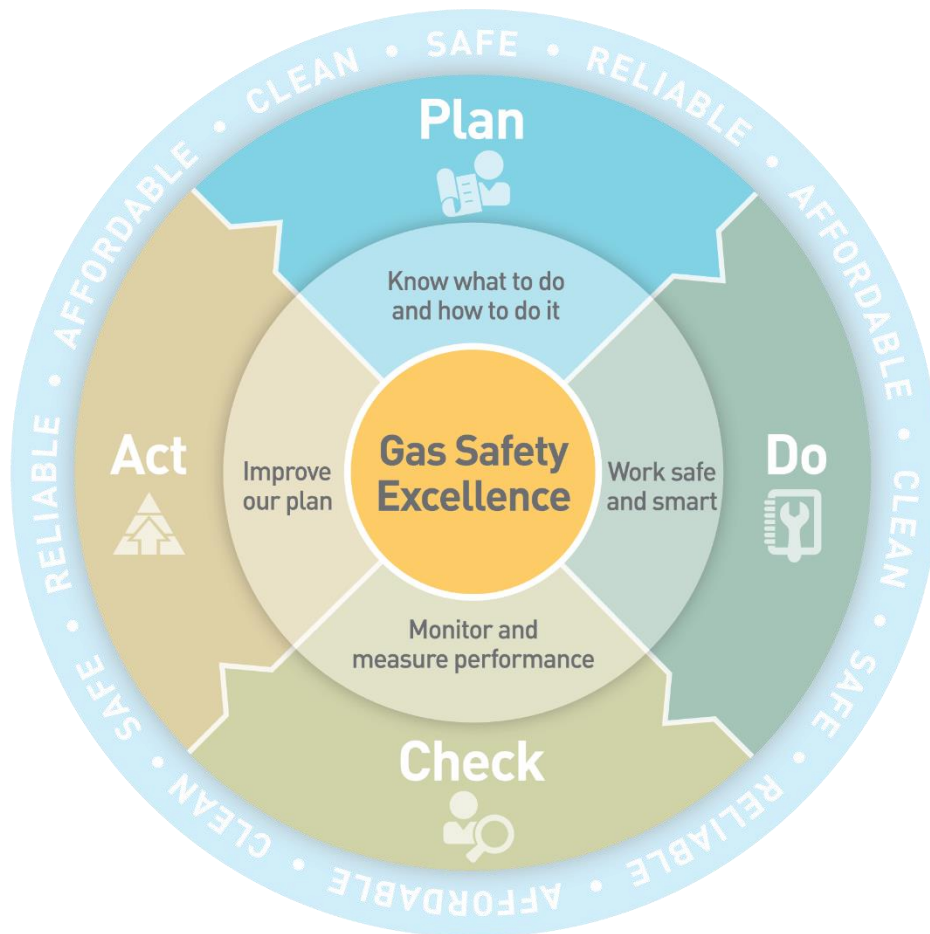 SAFE • RELIABLE • AFFORDABLE • CLEAN • SAFE • RELIABLE • AFFORDABLE • CLEAN • SAFE • RELIABLE • AFFORDABLE • CLEAN •
Plan
Know what to do
and how to do it
Do
Work safe
and smart
Check
Monitor and
measure performance
Act
Improve
our plan
Gas Safety
Excellence